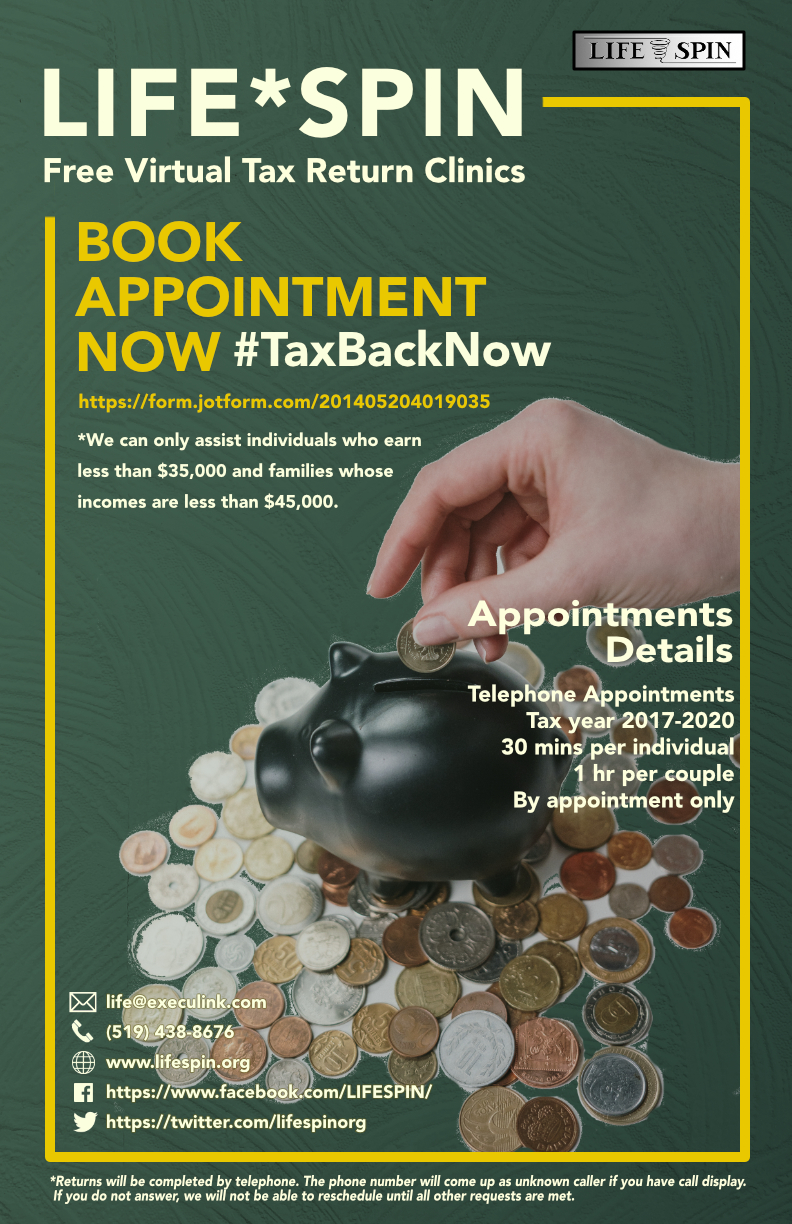 LIFE SPIN
LIFE*SPIN
Free Virtual Tax Return Clinics
BOOK
APPOINTMENT
NOW #TaxBackNow
https://form.jotform.com/201405204019035
*We can only assist individuals who earn
less than $35,000 and families whose
incomes are less than $45,000.
Appointments
Details
Telephone Appointments
Tax year 2017-2020
30 mins per individual
1 hr per couple
By appointment only
life@execulink.com
(519) 438-8676
www.lifespin.org
https://www.facebook.com/LIFESPIN/
https://twitter.com/lifespinorg
*Returns will be completed by telephone. The phone number will come up as unknown caller if you have call display.
If you do not answer, we will not be able to reschedule until all other requests are met.